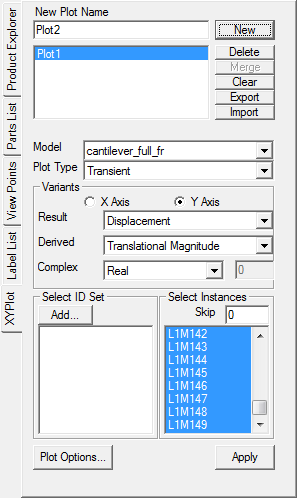 New Plot Name
Plot2
New
Plot1
Delete
Merge
Clear
Export
Import
Model
cantilever_full_fr
Plot Type
Transient
Variants
X Axis
Y Axis
Result
Displacement
Derived
Translational Magnitude
Complex
Real
0
Select ID Set
Add...
Select Instances
Skip
0
L1M142
L1M143
L1M144
L1M145
L1M146
L1M147
L1M148
L1M149
Plot Options...
Apply
Product Explorer
Parts List
View Points
Label List
XYPlot